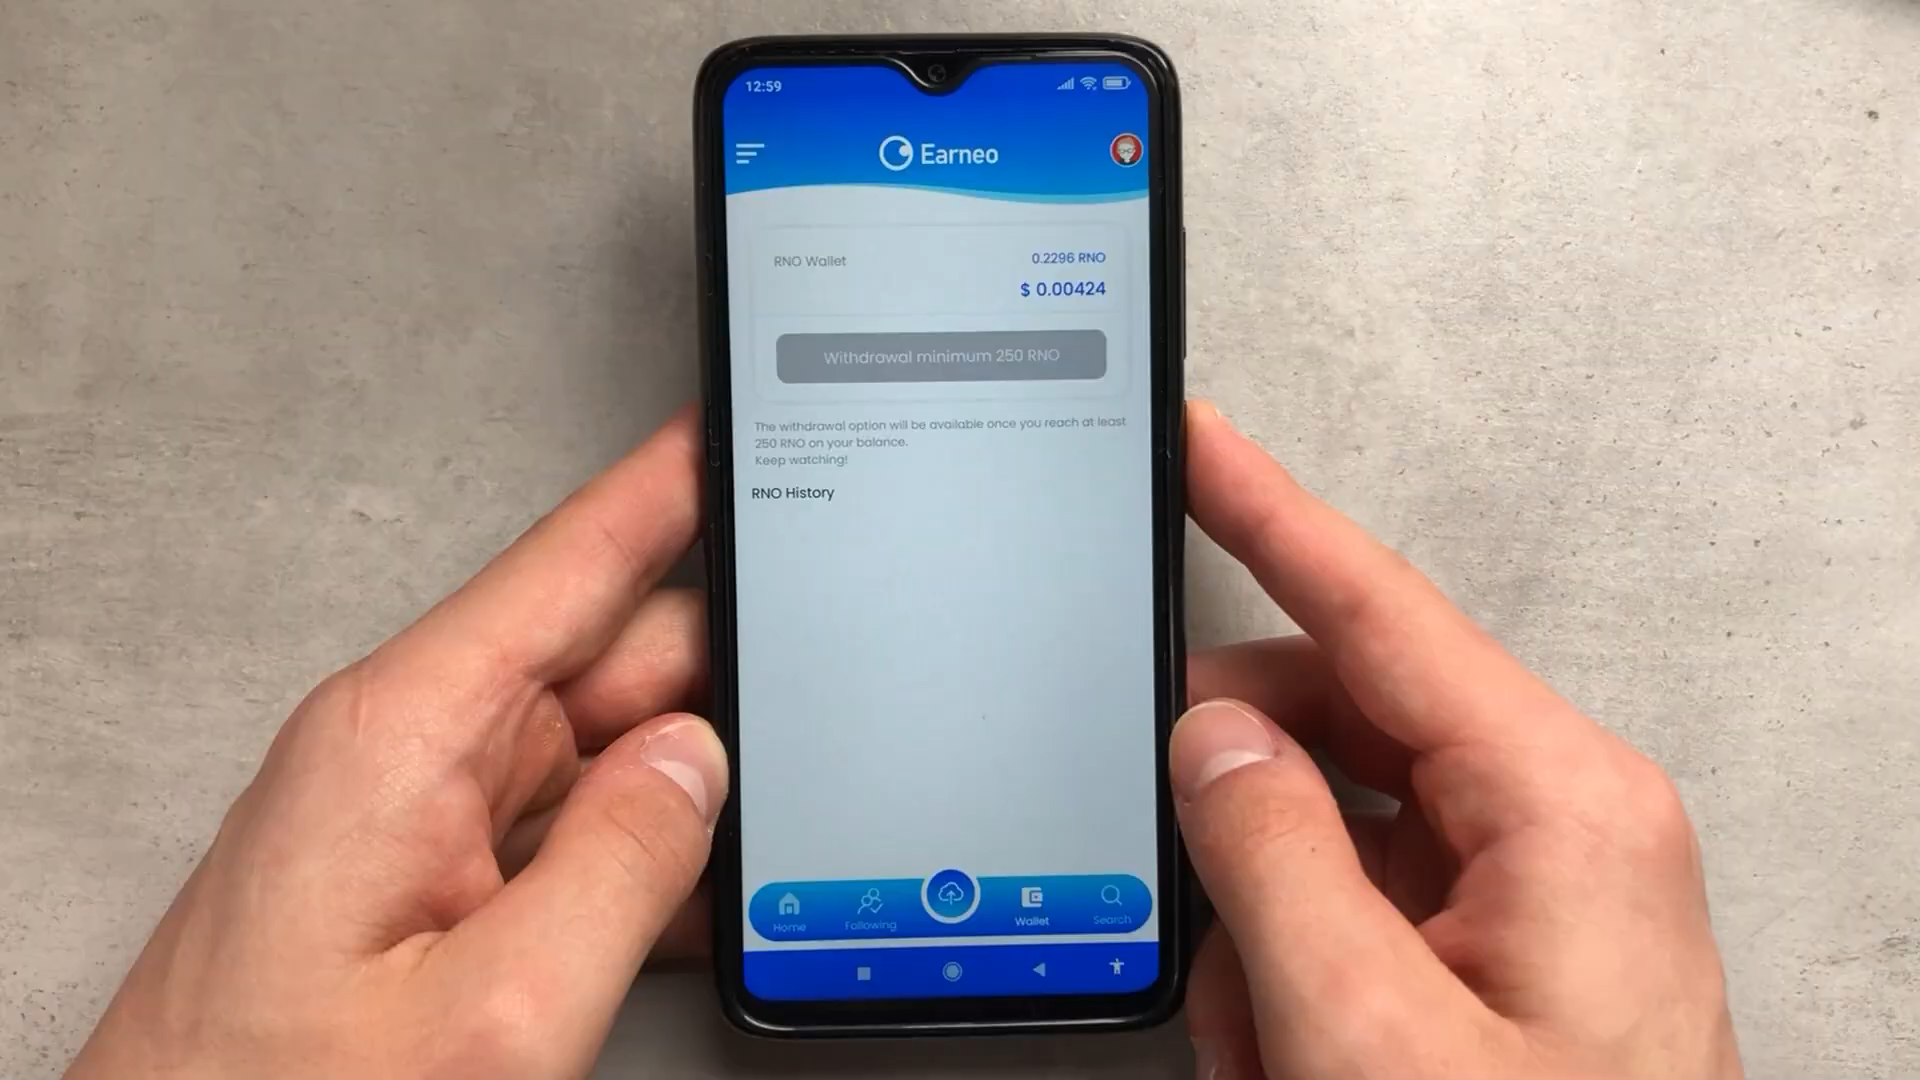 12:59
Earneo
RNO Wallet
0.2296 RNO
$ 0.00424
Withdrawal minimum 250 RNO
The withdrawal option will be available once you reach at least
250 RNO on your balance.
Keep watching!
RNO History
Home
Following
Wallet
Search